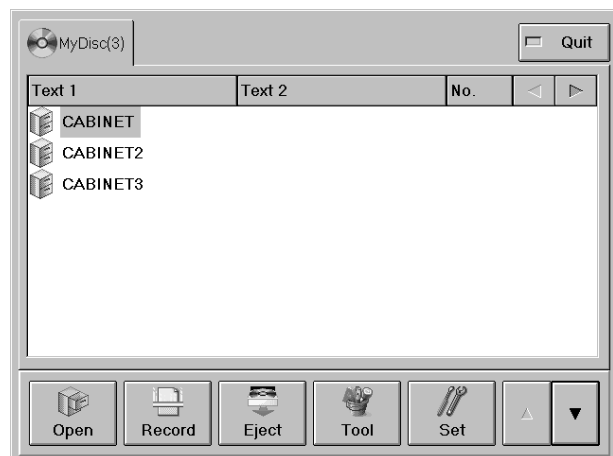 MyDisc(3)
Quit
Text 1 Text 2 No.
CABINET
CABINET2
CABINET3
Open Record Eject Tool Set